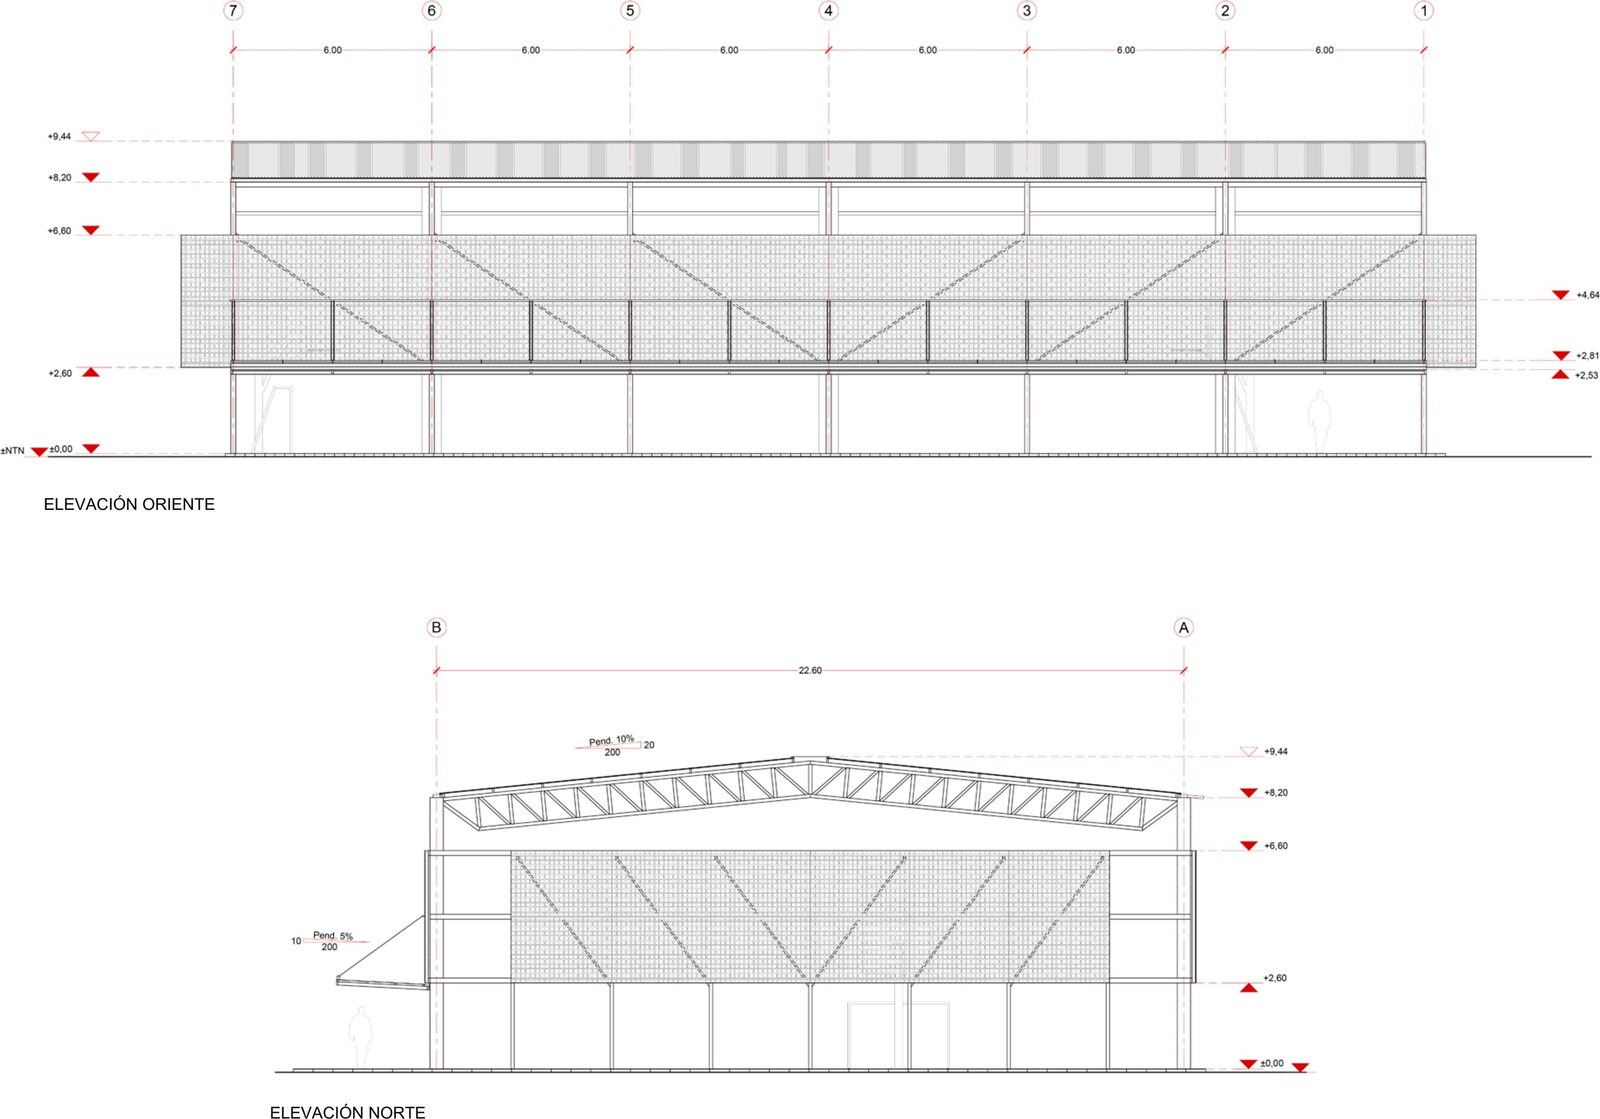 7 6 5 4 3 2 1
6.00 6.00 6.00 6.00 6.00 6.00
+9,44
+8,20
+6,60
+4,64
+2,81
+2,60
+2,53
±NTN ±0,00
ELEVACIÓN ORIENTE
B A
22.60
Pend. 10%
200 20
+9,44
+8,20
+6,60
Pend. 5%
10 200
+2,60
±0,00
ELEVACIÓN NORTE